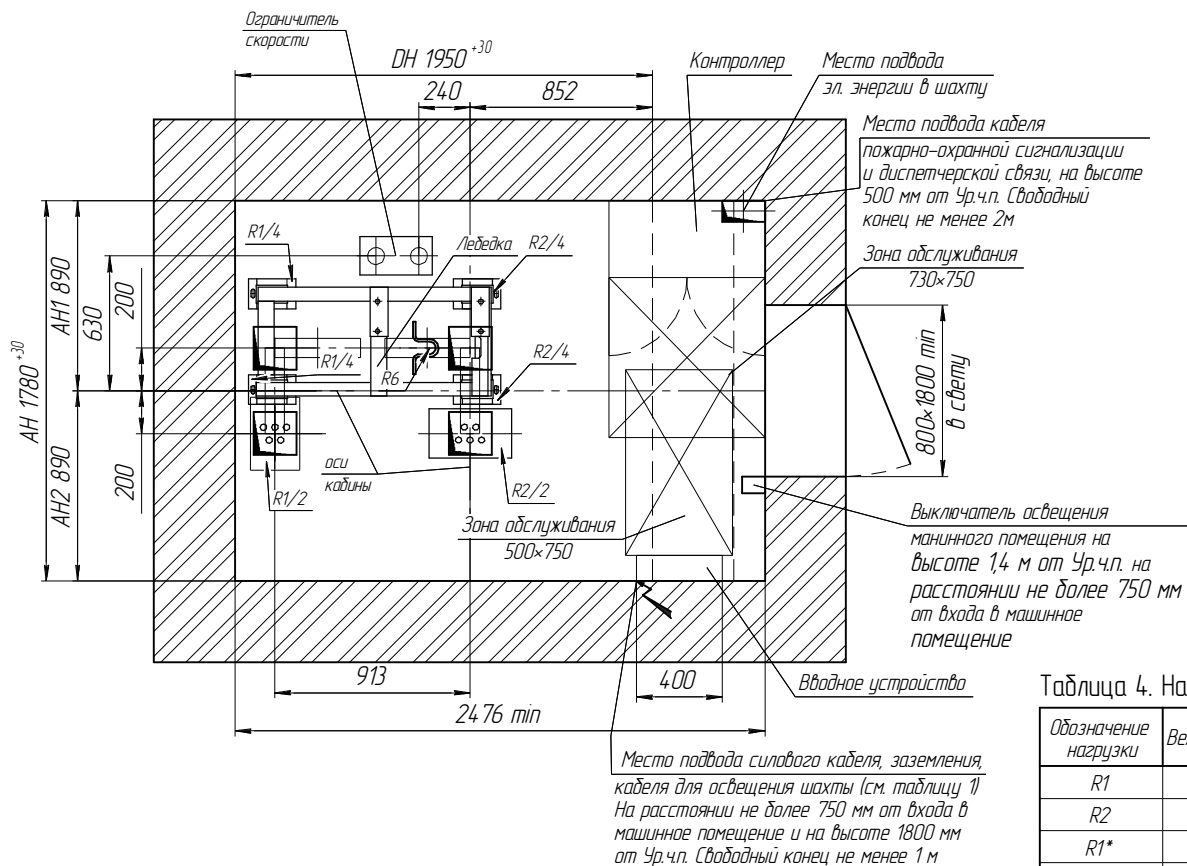 Ограничитель
скорости
DH 1950 +30
240
852
Контроллер
Место подвода
эл. энергии в шахту
Место подвода кабеля
пожарно-охранной сигнализации
и диспетчерской связи, на высоте
500 мм от Ур.ч.п. Свободный
конец не менее 2м
Зона обслуживания
730×750
R1/4
Лебедка
R2/4
AH 1780 +30
AH1 890
630
200
R1/4
R6
R2/4
800×1800 min
в свету
AH2 890
200
оси
кабины
R1/2
R2/2
Зона обслуживания
500×750
Выключатель освещения
манинного помещения на
высоте 1,4 м от Ур.ч.п. на
расстоянии не более 750 мм
от входа в машинное
помещение
913
400
Вводное устройство
2476 min
Место подвода силового кабеля, заземления,
кабеля для освещения шахты (см. таблицу 1)
На расстоянии не более 750 мм от входа в
машинное помещение и на высоте 1800 мм
от Ур.ч.п. Свободный конец не менее 1 м
Таблица 4. На
Обозначение
нагрузки
Ве
R1
R2
R1*